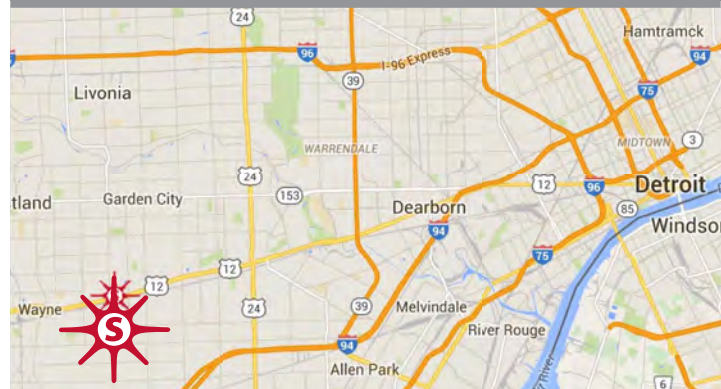 24
Hamtramck
96
I-96 Express
94
39
Livonia
75
WARRENDALE
MIDTOWN
3
24
12
96
Detroit
tland
Garden City
153
Dearborn
85
94
Windso
12
12
75
Wayne
S
24
39
Melvindale
River Rouge
94
Allen Park
River
6